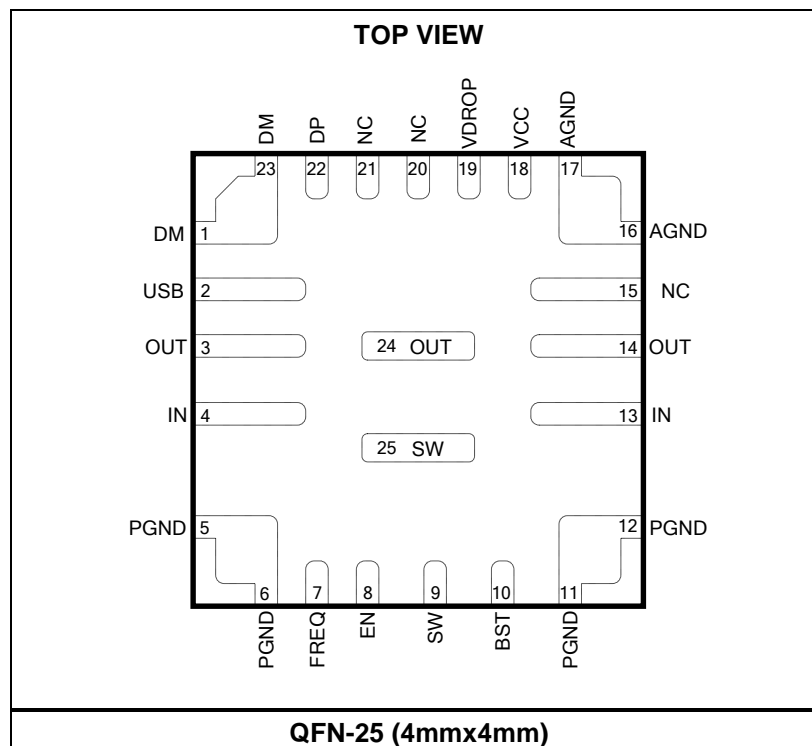 TOP VIEW
DM
DP
NC
NC
VDROP
VCC
AGND
23
22
21
20
19
18
17
DM 1
16 AGND
USB 2
15 NC
OUT 3
24 OUT
14 OUT
IN 4
13 IN
25 SW
PGND 5
12 PGND
6
7
8
9
10
11
PGND
FREQ
EN
SW
BST
PGND
QFN-25 (4mmx4mm)